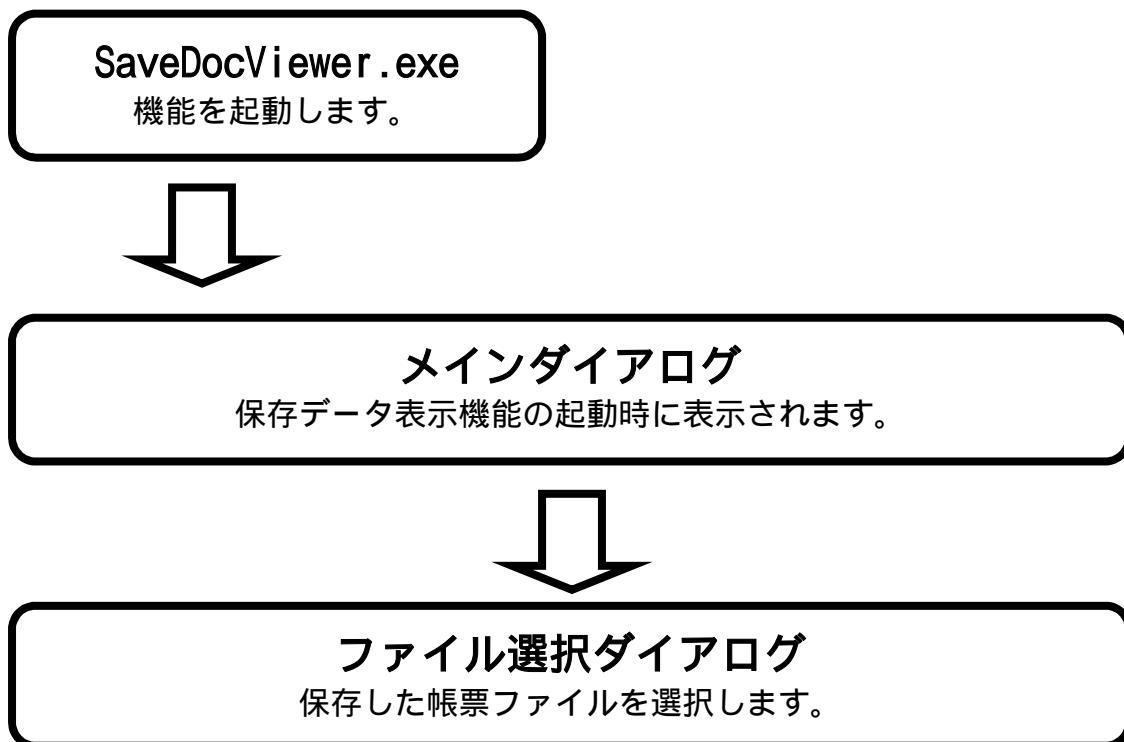 SaveDocViewer.exe
機能を起動します。
メインダイアログ
保存データ表示機能の起動時に表示されます。
ファイル選択ダイアログ
保存した帳票ファイルを選択します。